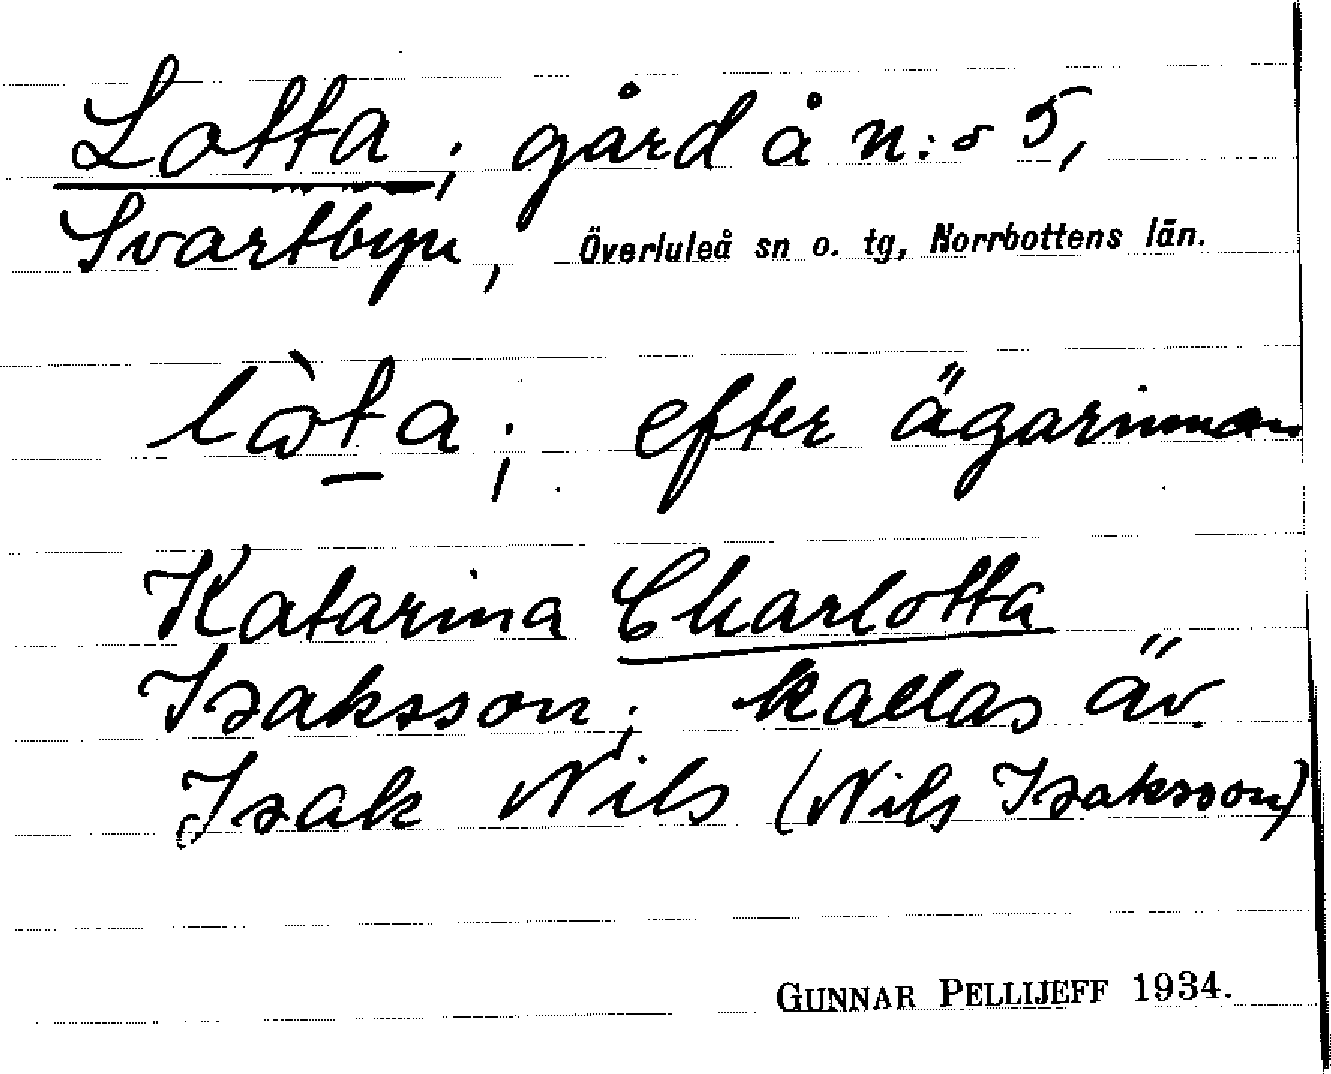 Lotta; gård å n:o 5,
Svartbyn, Överluleå sn o. tg, Norrbottens län.
lòta; efter ägarinnan
Katarina Charlotta
Isaksson; kallas äv.
Isak Nils (Nils Isaksson)
GUNNAR PELLIJEFF 1934.